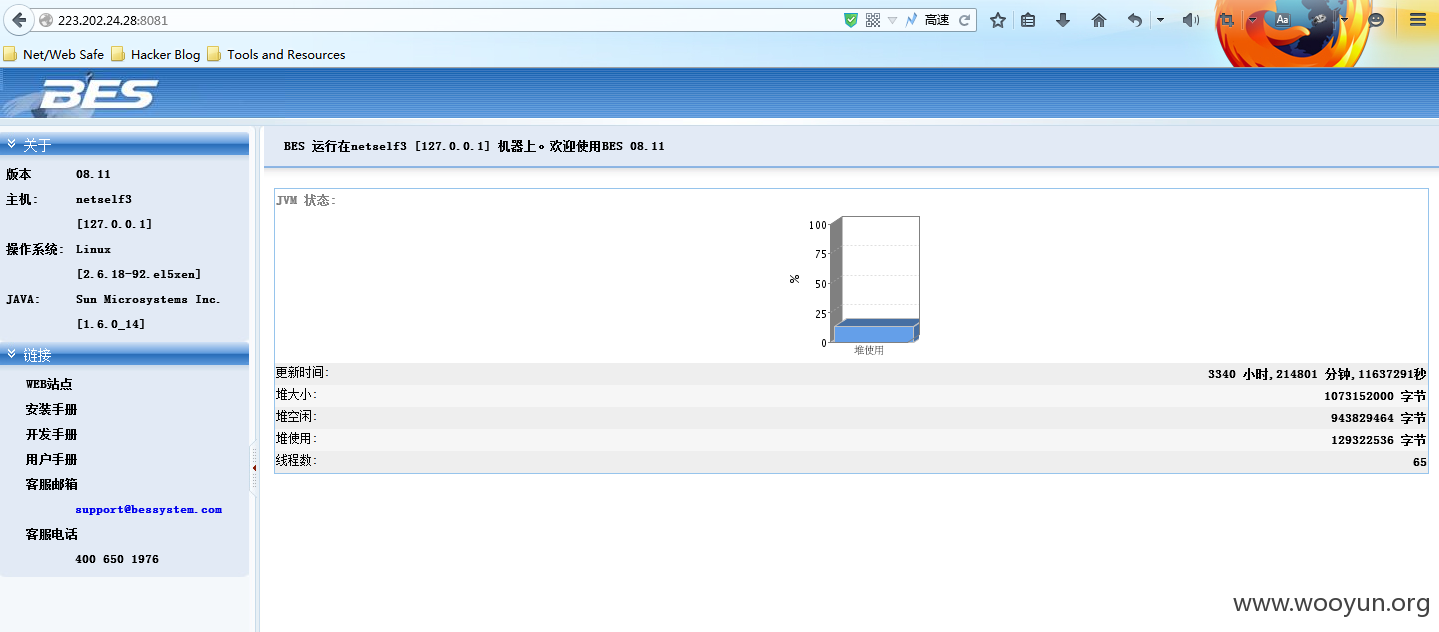 223.202.24.28:8081
高速
Aa
Net/Web Safe
Hacker Blog
Tools and Resources
BES
关于
版本 08.11
主机: netself3
[127.0.0.1]
操作系统: Linux
[2.6.18-92.el5xen]
JAVA: Sun Microsystems Inc.
[1.6.0_14]
链接
WEB站点
安装手册
开发手册
用户手册
客服邮箱
support@bessystem.com
客服电话
400 650 1976
BES 运行在netself3 [127.0.0.1] 机器上。欢迎使用BES 08.11
JVM 状态:
100
75
%
50
25
0
堆使用
更新时间: 3340 小时,214801 分钟,11637291秒
堆大小: 1073152000 字节
堆空闲: 943829464 字节
堆使用: 129322536 字节
线程数: 65
www.wooyun.org